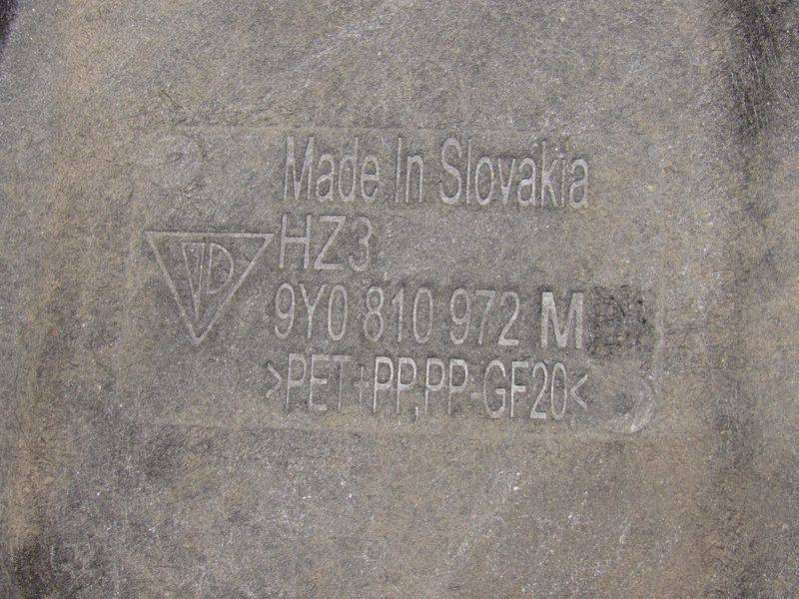 Made In Slovakia
HZ3
9Y0 810 972 M
>PET+PP,PP-GF20<